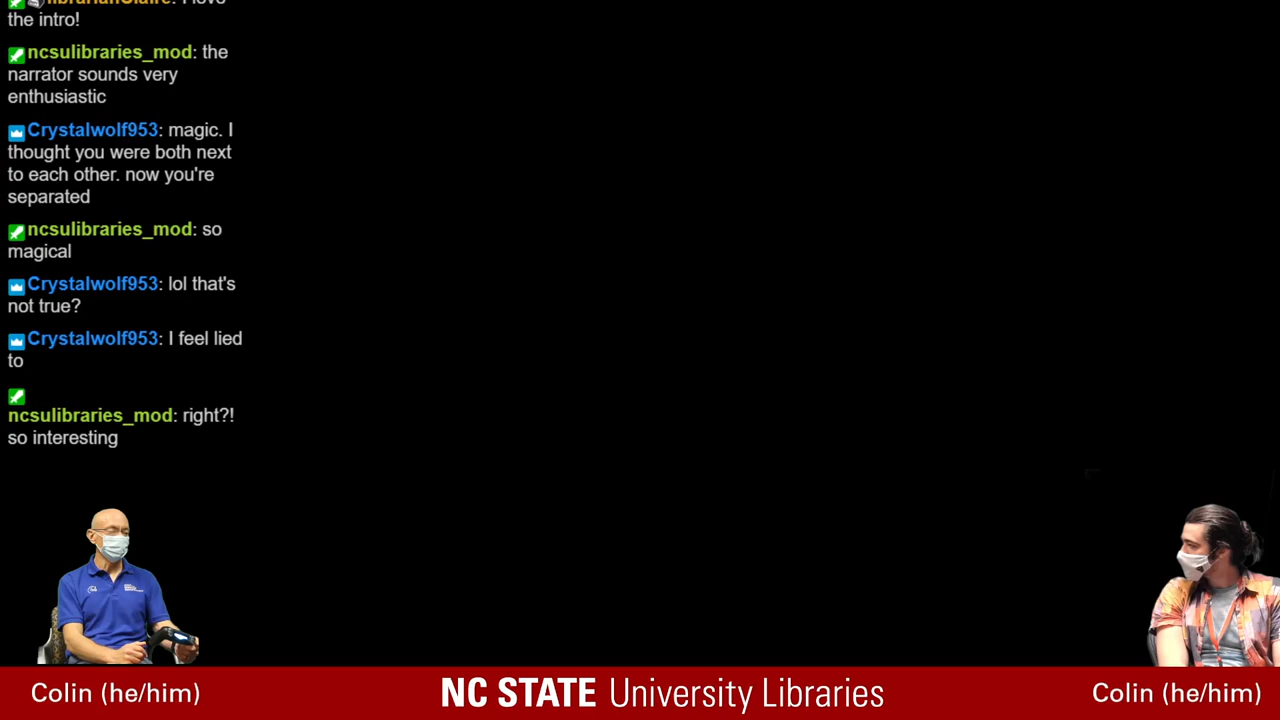 librarianClaire: I love
the intro!
ncsulibraries_mod: the
narrator sounds very
enthusiastic
Crystalwolf953: magic. I
thought you were both next
to each other. now you're
separated
ncsulibraries_mod: so
magical
Crystalwolf953: lol that's
not true?
Crystalwolf953: I feel lied
to
ncsulibraries_mod: right?!
so interesting
Colin (he/him)
NC STATE University Libraries
Colin (he/him)